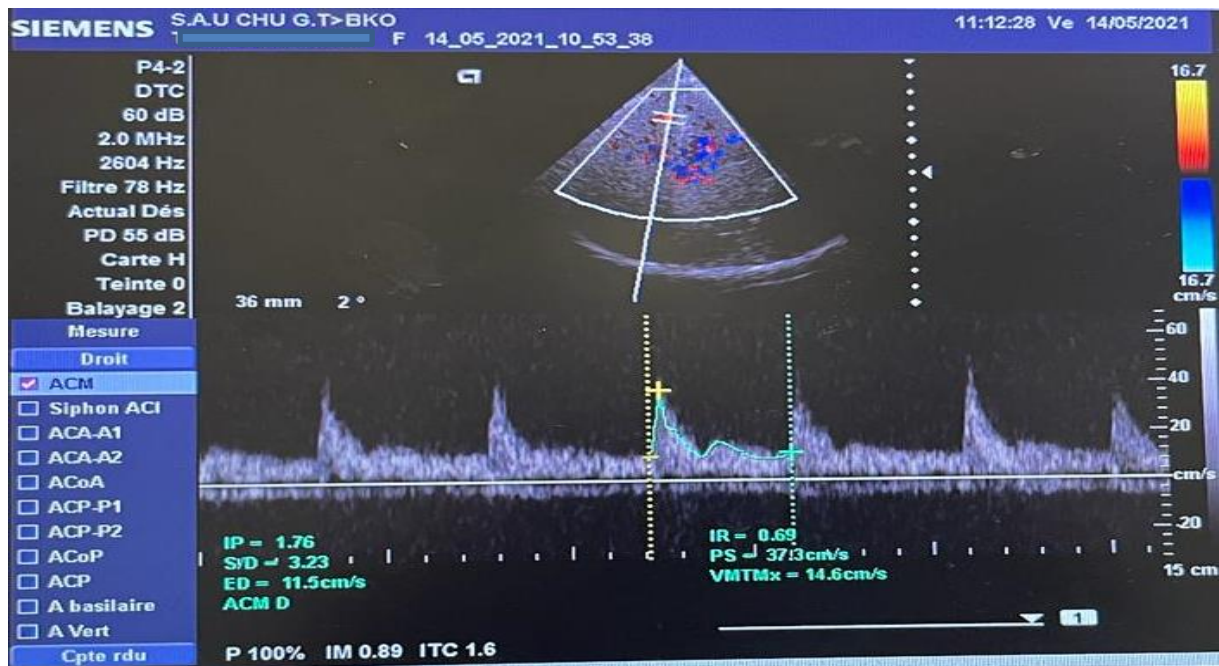 SIEMENS S.A.U CHU G.T>BKO 11:12:28 Ve 14/05/2021
F 14_05_2021_10_53_38
P4-2
DTC
60 dB
2.0 MHz
2604 Hz
Filtre 78 Hz
Actual Dés
PD 55 dB
Carte H
Teinte 0
Balayage 2
16.7
16.7
cm/s
36 mm 2 °
Mesure
Droit
ACM
Siphon ACI
ACA-A1
ACA-A2
ACoA
ACP-P1
ACP-P2
ACoP
ACP
A basilaire
A Vert
Cpte rdu
60
40
20
cm/s
-20
15 cm
IP = 1.76
S/D = 3.23
ED = 11.5cm/s
ACM D
IR = 0.69
PS = 37.3cm/s
VMTMx = 14.6cm/s
1
P 100% IM 0.89 ITC 1.6